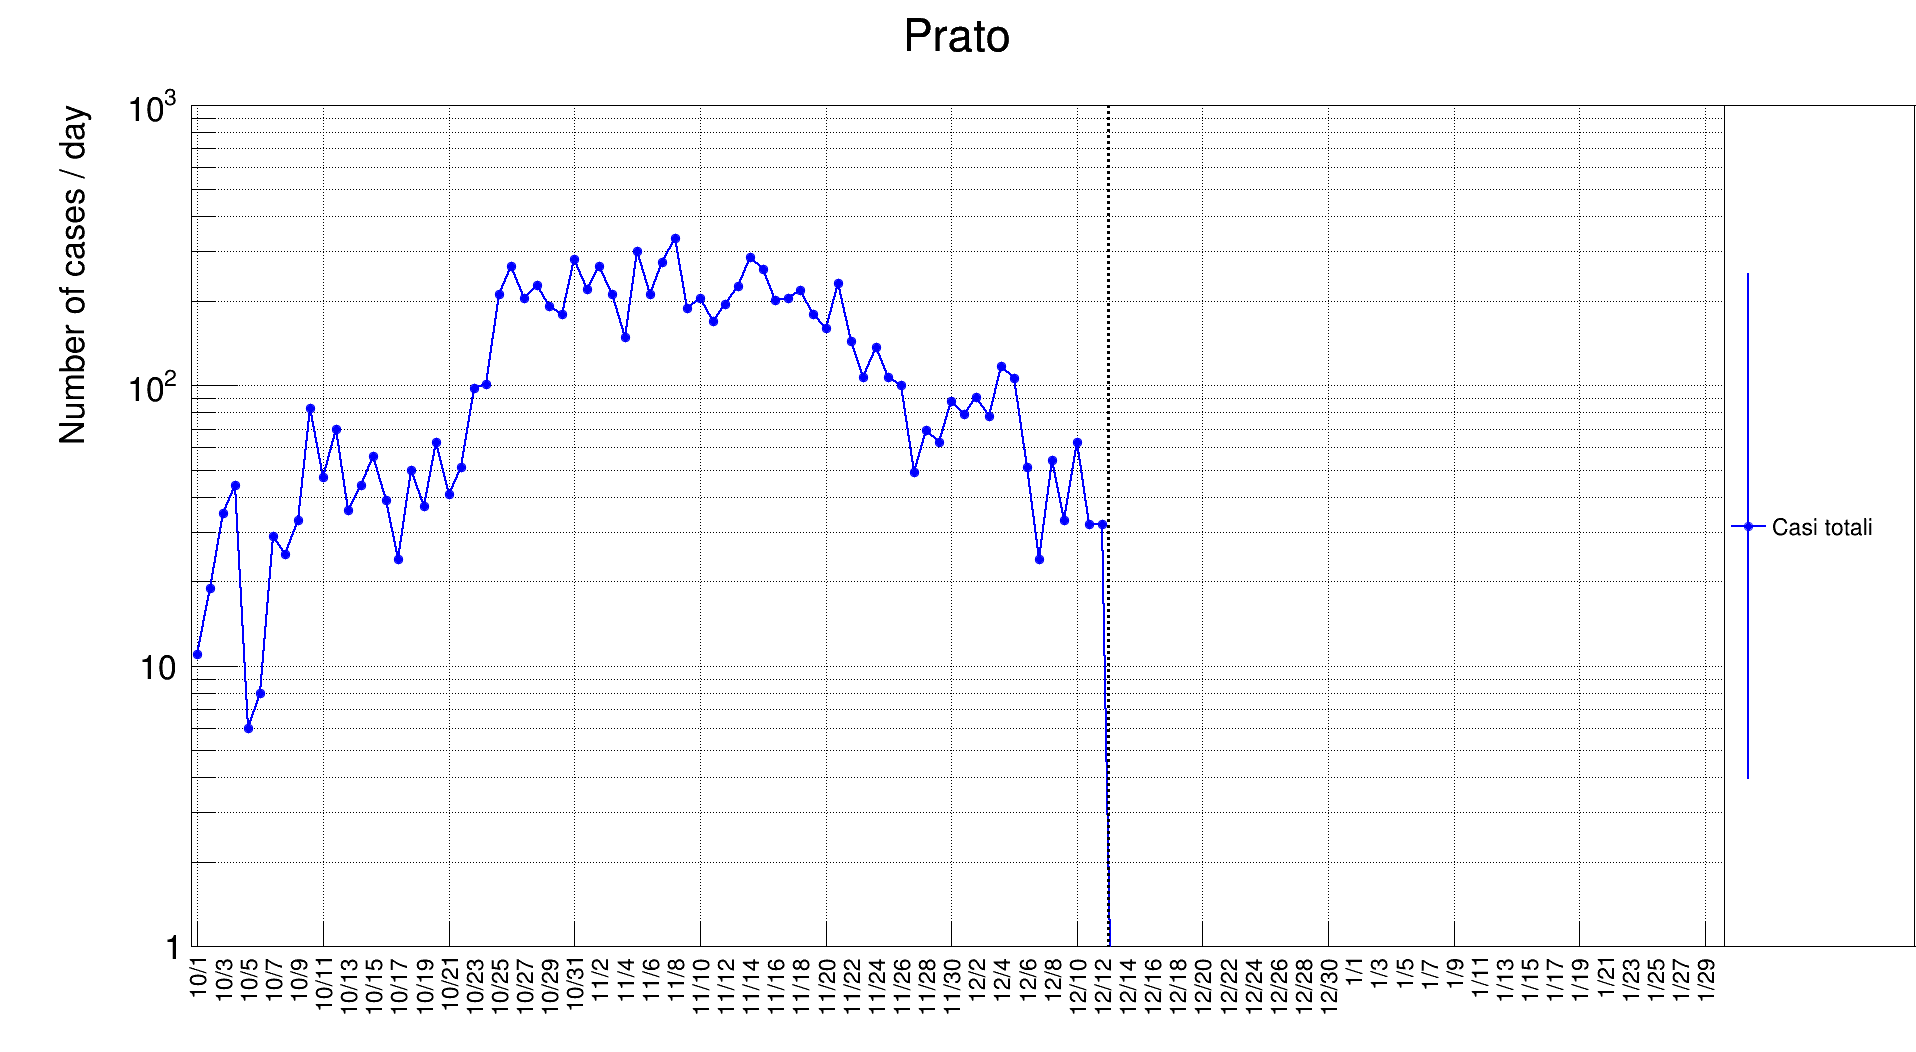 Prato
Number of cases / day
10³
10²
10
1
10/1 10/3 10/5 10/7 10/9 10/11 10/13 10/15 10/17 10/19 10/21 10/23 10/25 10/27 10/29 10/31 11/2 11/4 11/6 11/8 11/10 11/12 11/14 11/16 11/18 11/20 11/22 11/24 11/26 11/28 11/30 12/2 12/4 12/6 12/8 12/10 12/12 12/14 12/16 12/18 12/20 12/22 12/24 12/26 12/28 12/30 1/1 1/3 1/5 1/7 1/9 1/11 1/13 1/15 1/17 1/19 1/21 1/23 1/25 1/27 1/29
Casi totali